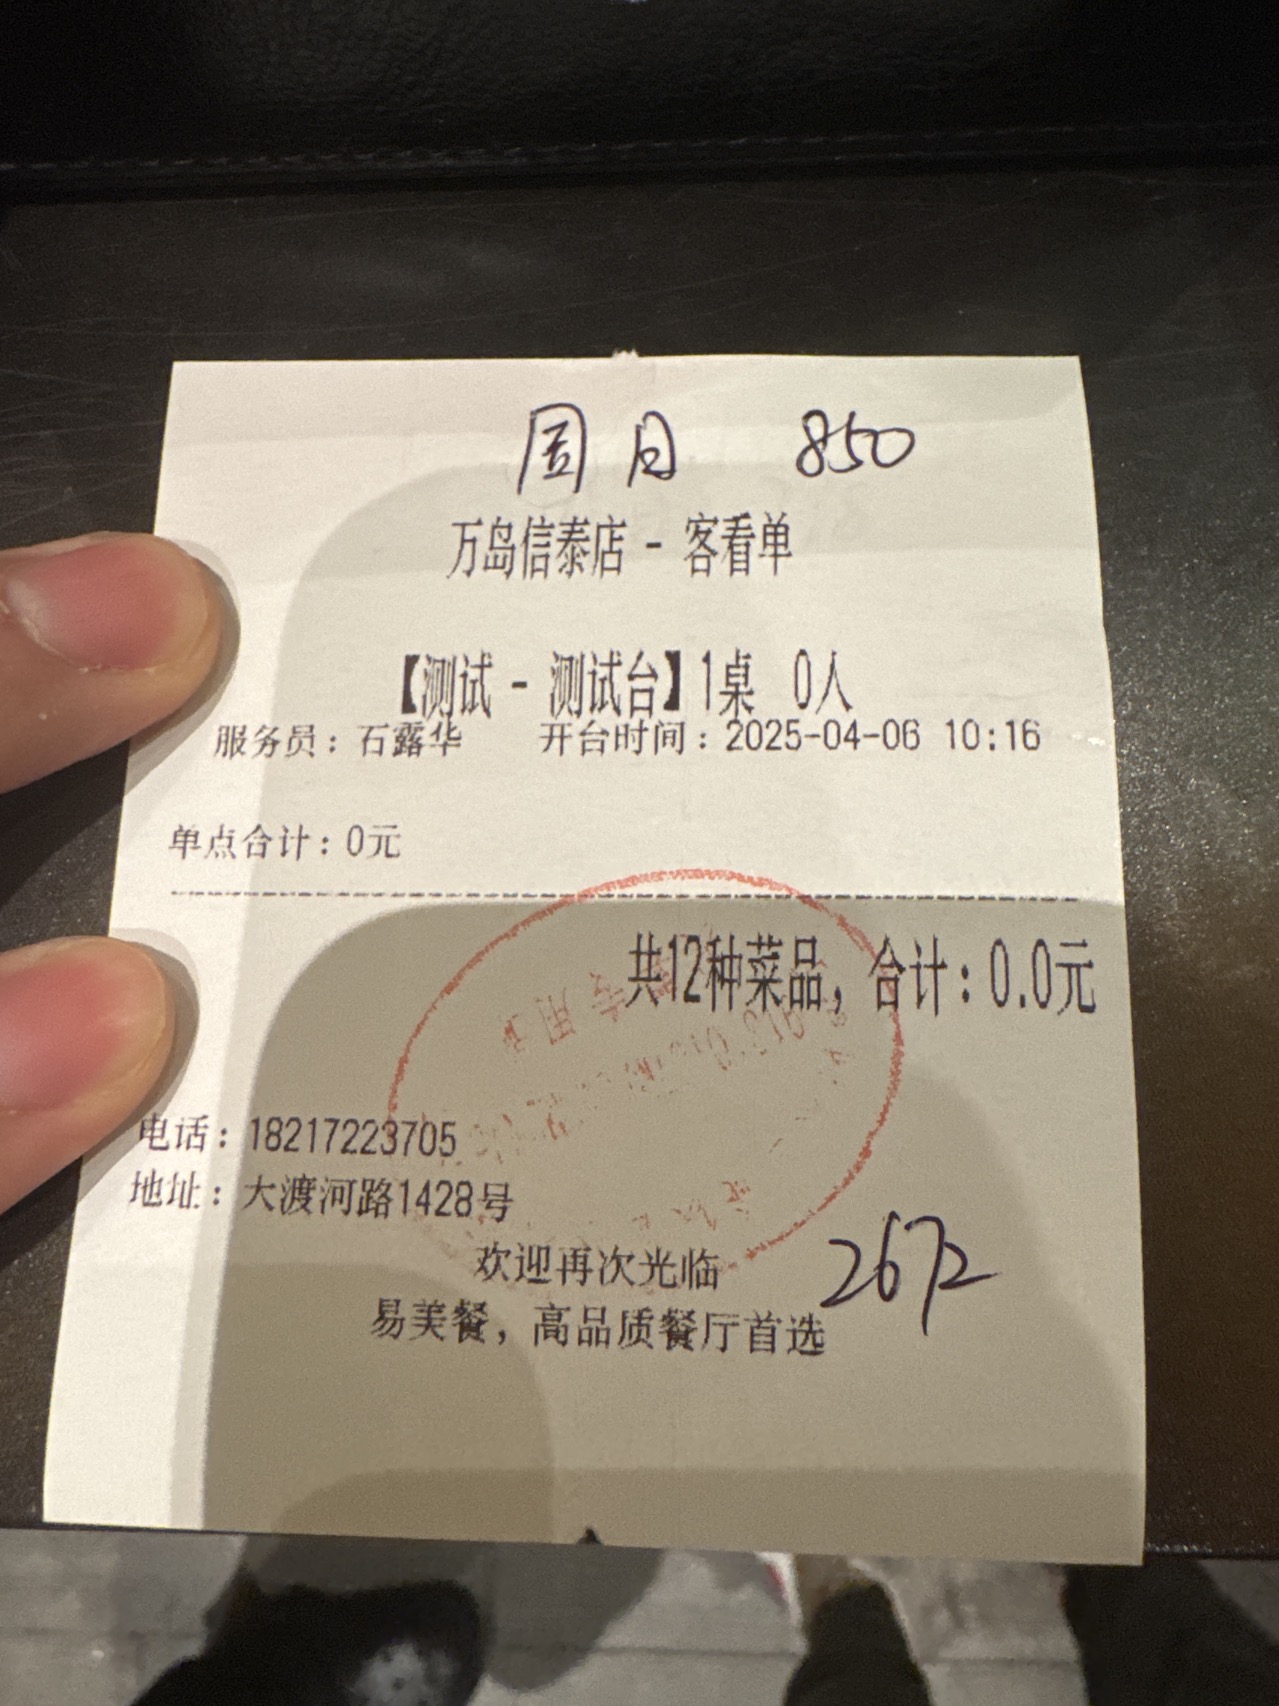 周日 850
万岛信泰店 - 客看单
【测试 - 测试台】1桌 0人
服务员：石露华 开台时间：2025-04-06 10:16
单点合计：0元
共12种菜品，合计：0.0元
专用
电话：18217223705
地址：大渡河路1428号
欢迎再次光临
2672
易美餐，高品质餐厅首选